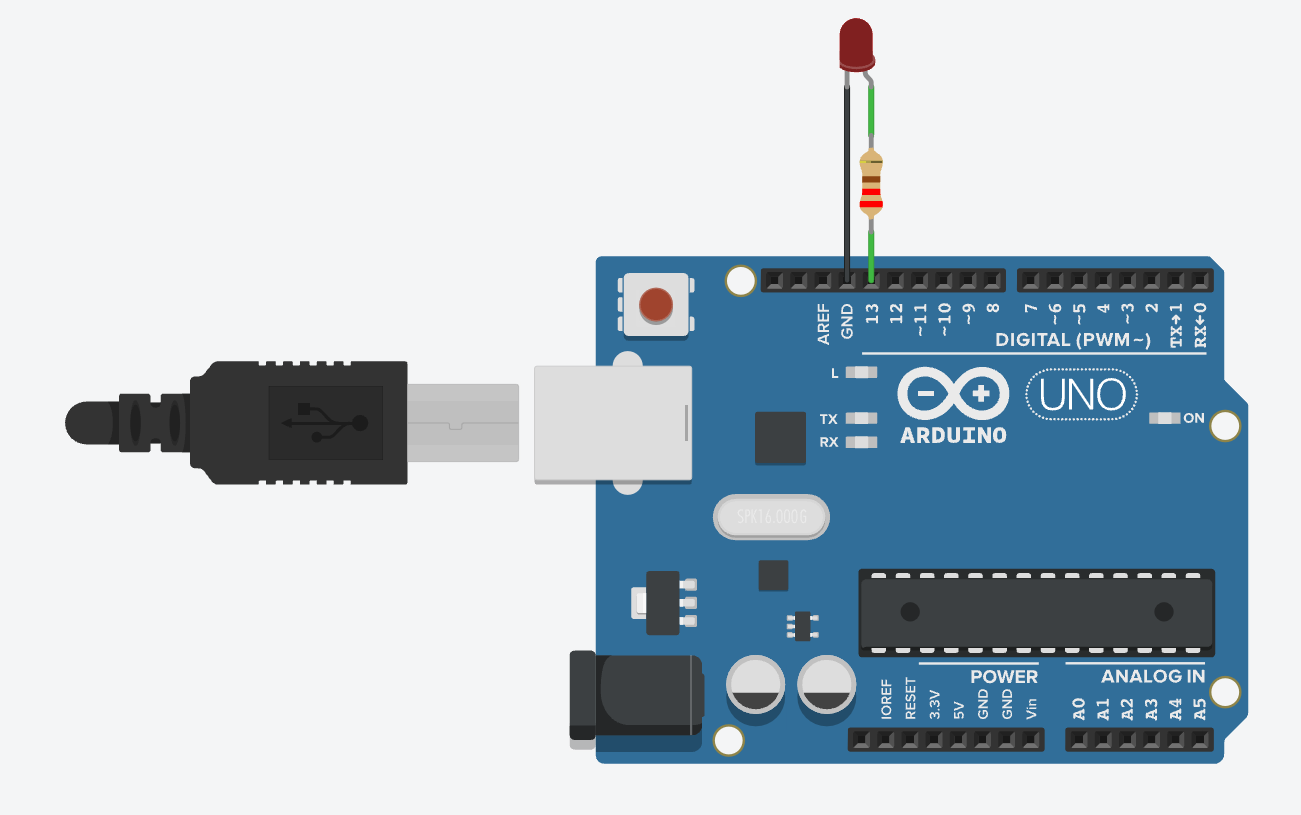 AREF
GND
13
12
~11
~10
~9
8
7
~6
~5
4
~3
2
TX→1
RX←0
DIGITAL (PWM~)
L
TX
RX
ARDUINO
UNO
ON
SPK16.000G
POWER
ANALOG IN
IOREF
RESET
3.3V
5V
GND
GND
Vin
A0
A1
A2
A3
A4
A5